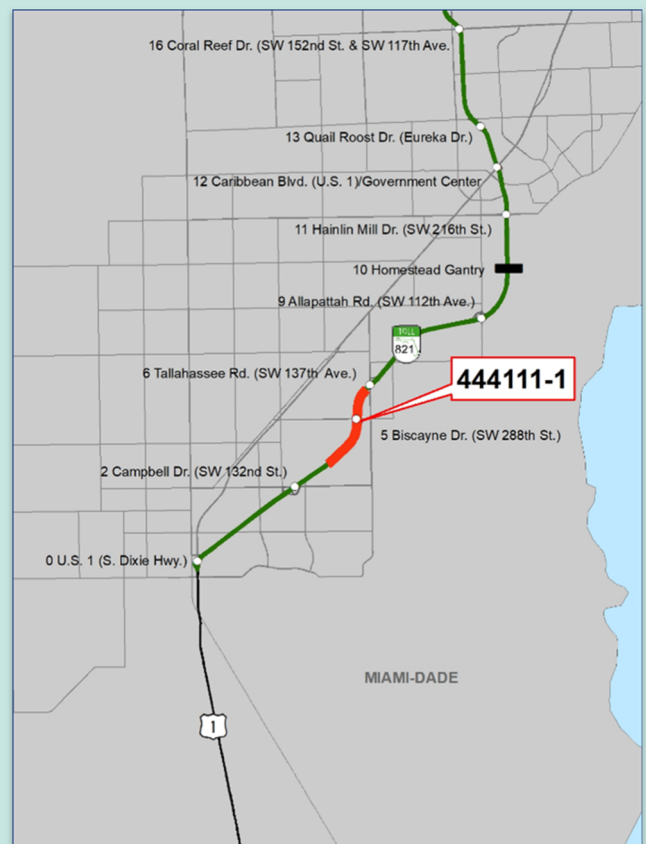 16 Coral Reef Dr. (SW 152nd St. & SW 117th Ave.
13 Quail Roost Dr. (Eureka Dr.)
12 Caribbean Blvd. (U.S. 1)/Government Center
11 Hainlin Mill Dr. (SW 216th St.)
10 Homestead Gantry
9 Allapattah Rd. (SW 112th Ave.)
TOLL
821
6 Tallahassee Rd. (SW 137th Ave.)
444111-1
5 Biscayne Dr. (SW 288th St.)
2 Campbell Dr. (SW 132nd St.)
0 U.S. 1 (S. Dixie Hwy.)
MIAMI-DADE
1